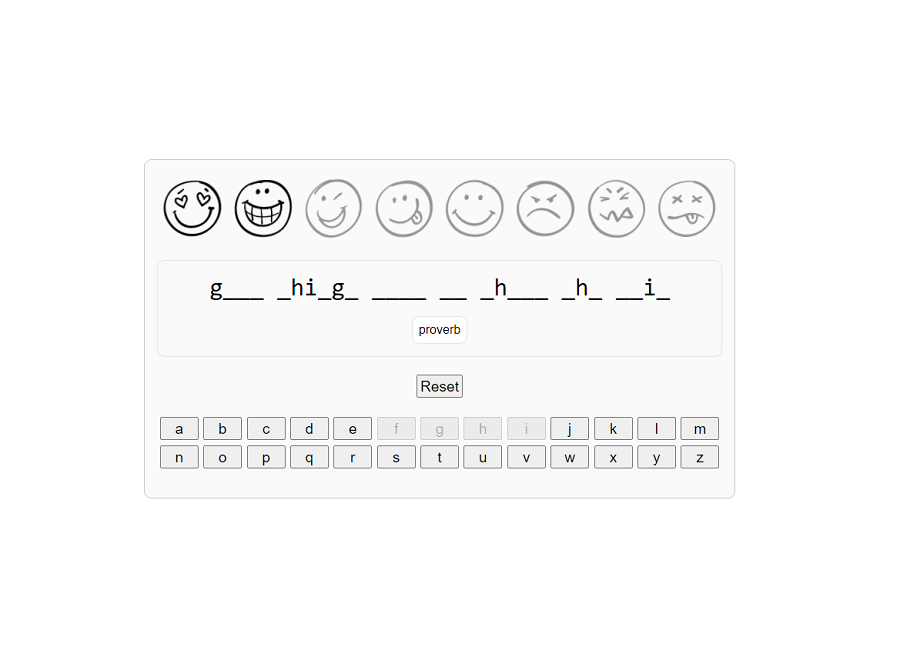 g___ _hi_g_ ____ __ _h___ _h_ __i_
proverb
Reset
a b c d e f g h i j k l m
n o p q r s t u v w x y z